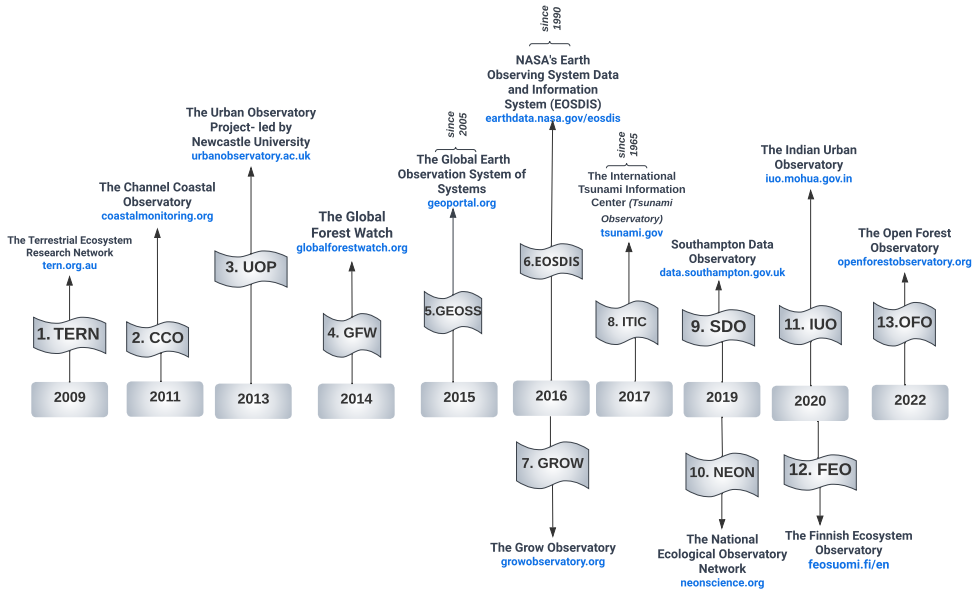 since
1990
NASA's Earth
Observing System Data
and Information
System (EOSDIS)
earthdata.nasa.gov/eosdis
The Urban Observatory
Project- led by
Newcastle University
urbanobservatory.ac.uk
since
2005
The Global Earth
Observation System of
Systems
geoportal.org
since
1965
The International
Tsunami Information
Center (Tsunami
Observatory)
tsunami.gov
The Indian Urban
Observatory
iuo.mohua.gov.in
The Channel Coastal
Observatory
coastalmonitoring.org
The Global
Forest Watch
globalforestwatch.org
The Terrestrial Ecosystem
Research Network
tern.org.au
Southampton Data
Observatory
data.southampton.gov.uk
The Open Forest
Observatory
openforestobservatory.org
1. TERN
2. CCO
3. UOP
4. GFW
5.GEOSS
6.EOSDIS
8. ITIC
9. SDO
11. IUO
13.OFO
2009
2011
2013
2014
2015
2016
2017
2019
2020
2022
7. GROW
10. NEON
12. FEO
The Grow Observatory
growobservatory.org
The National
Ecological Observatory
Network
neonscience.org
The Finnish Ecosystem
Observatory
feosuomi.fi/en